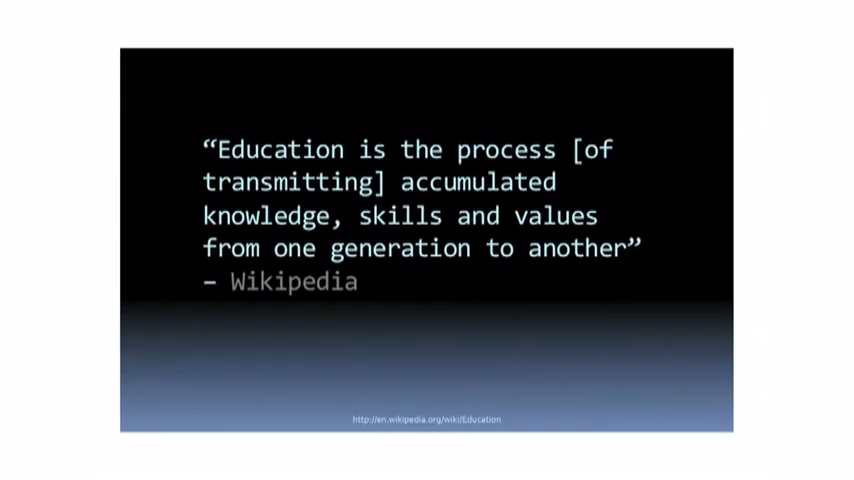 “Education is the process [of
transmitting] accumulated
knowledge, skills and values
from one generation to another”
– Wikipedia
http://en.wikipedia.org/wiki/Education